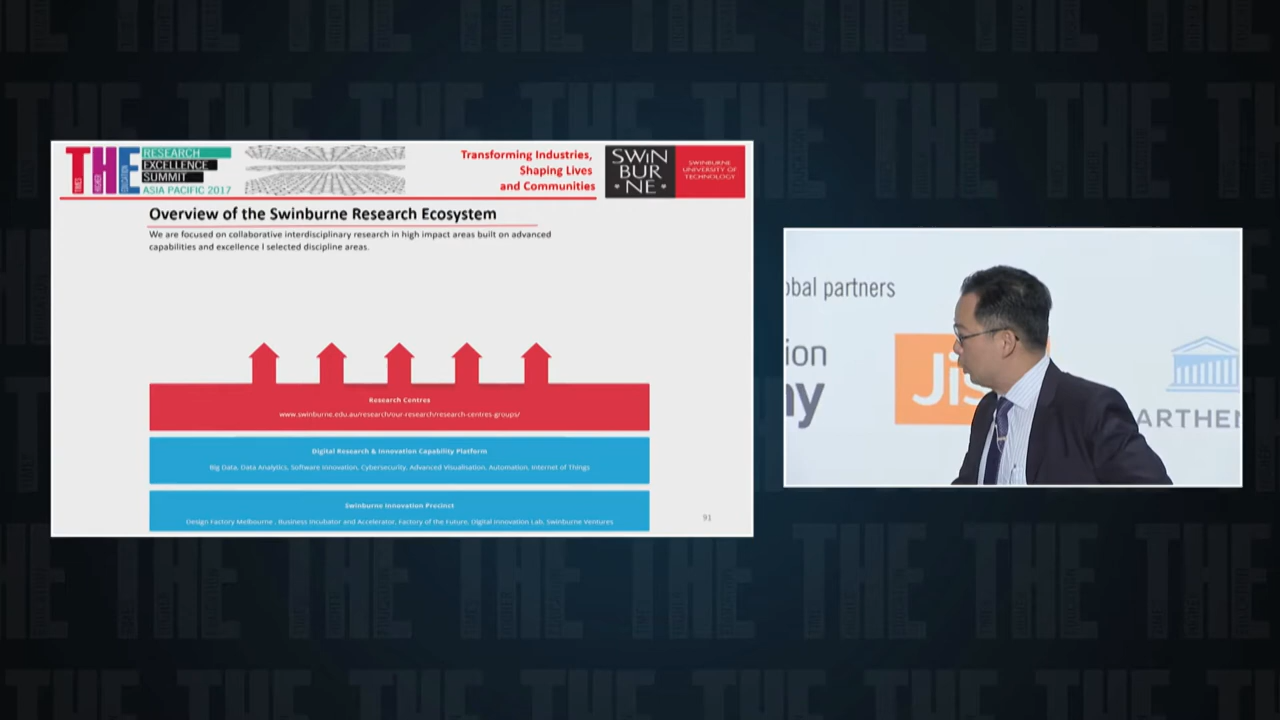 THE
TIMES
HIGHER
EDUCATION
RESEARCH
EXCELLENCE
SUMMIT
ASIA PACIFIC 2017
Transforming Industries,
Shaping Lives
and Communities
SWIN
BUR
NE
SWINBURNE
UNIVERSITY OF
TECHNOLOGY
Overview of the Swinburne Research Ecosystem
We are focused on collaborative interdisciplinary research in high impact areas built on advanced
capabilities and excellence I selected discipline areas.
Research Centres
www.swinburne.edu.au/research/our-research/research-centres-groups/
Digital Research & Innovation Capability Platform
Big Data, Data Analytics, Software Innovation, Cybersecurity, Advanced Visualisation, Automation, Internet of Things
Swinburne Innovation Precinct
Design Factory Melbourne , Business Incubator and Accelerator, Factory of the Future, Digital Innovation Lab, Swinburne Ventures
91
obal partners
ion
y
Jis
ARTHEN